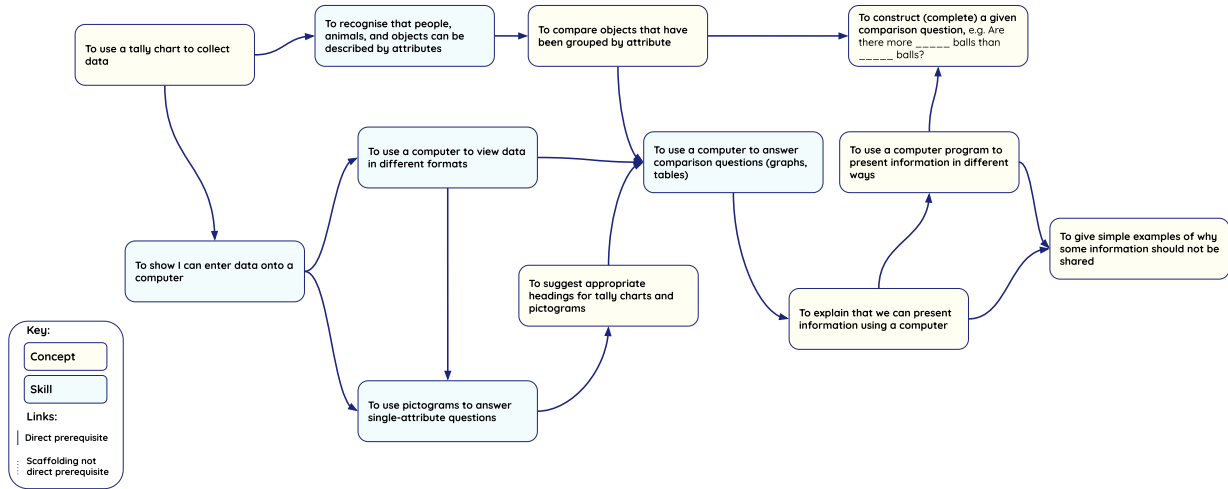 To use a tally chart to collect
data
To recognise that people,
animals, and objects can be
described by attributes
To compare objects that have
been grouped by attribute
To construct (complete) a given
comparison question, e.g. Are
there more _____ balls than
_____ balls?
To use a computer to view data
in different formats
To use a computer to answer
comparison questions (graphs,
tables)
To use a computer program to
present information in different
ways
To show I can enter data onto a
computer
To suggest appropriate
headings for tally charts and
pictograms
To explain that we can present
information using a computer
To give simple examples of why
some information should not be
shared
To use pictograms to answer
single-attribute questions
Key:
Concept
Skill
Links:
Direct prerequisite
Scaffolding not
direct prerequisite